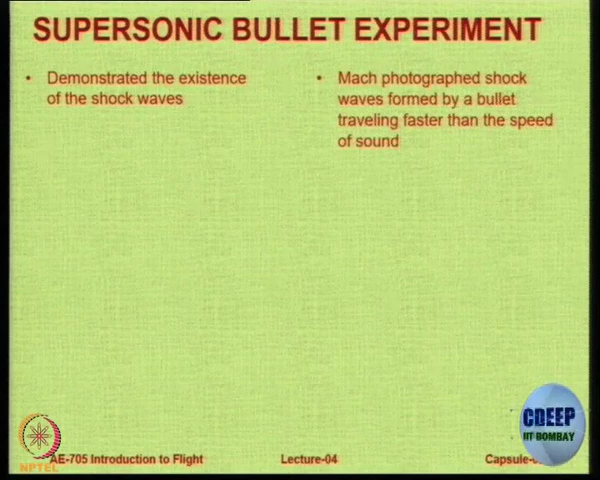 SUPERSONIC BULLET EXPERIMENT
• Demonstrated the existence
of the shock waves
• Mach photographed shock
waves formed by a bullet
traveling faster than the speed
of sound
CDEEP
IIT BOMBAY
NPTEL
AE-705 Introduction to Flight
Lecture-04